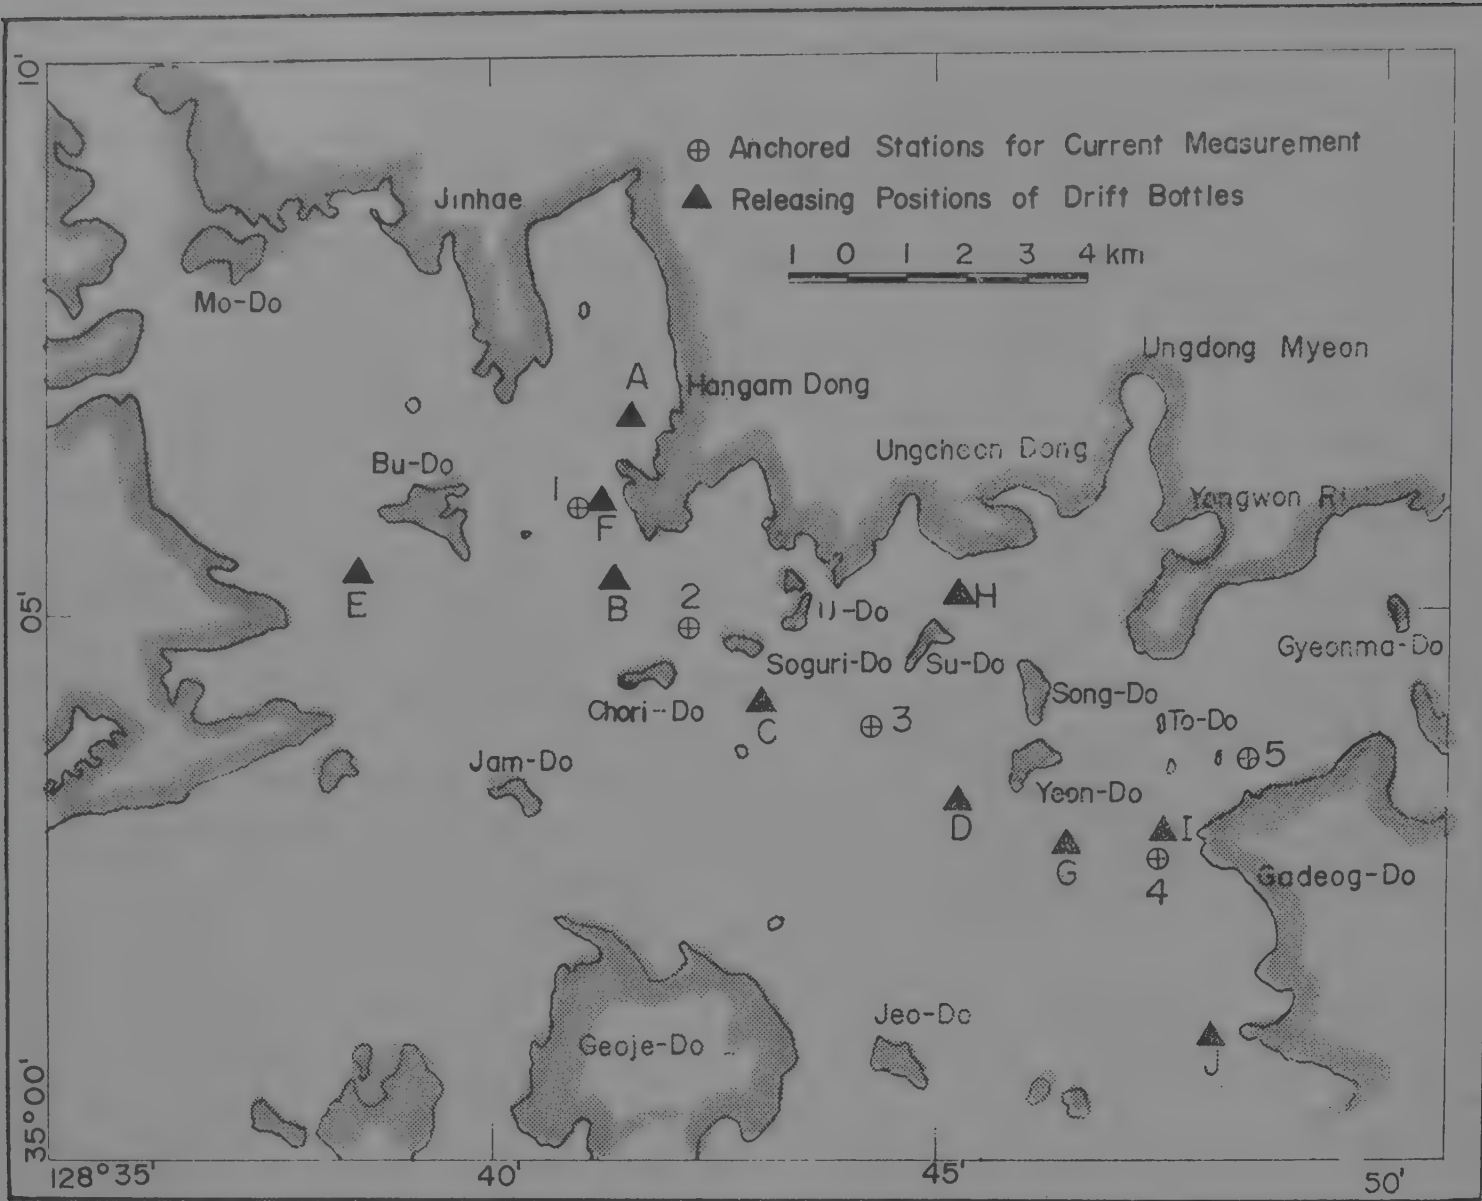 10'
⊕ Anchored Stations for Current Measurement
Jinhae
▲ Releasing Positions of Drift Bottles
1 0 1 2 3 4 km
Mo-Do
Ungdong Myeon
A
Hangam Dong
Ungcheon Dong
Bu-Do
1
F
Yongwon Ri
05'
E
B
2
H
Gyeonma-Do
Soguri-Do
Su-Do
Song-Do
Chori-Do
C
3
To-Do
5
Jam-Do
Yeon-Do
D
G
I
4
Gadeog-Do
Jeo-Do
Geoje-Do
J
35°00'
128°35'
40'
45'
50'